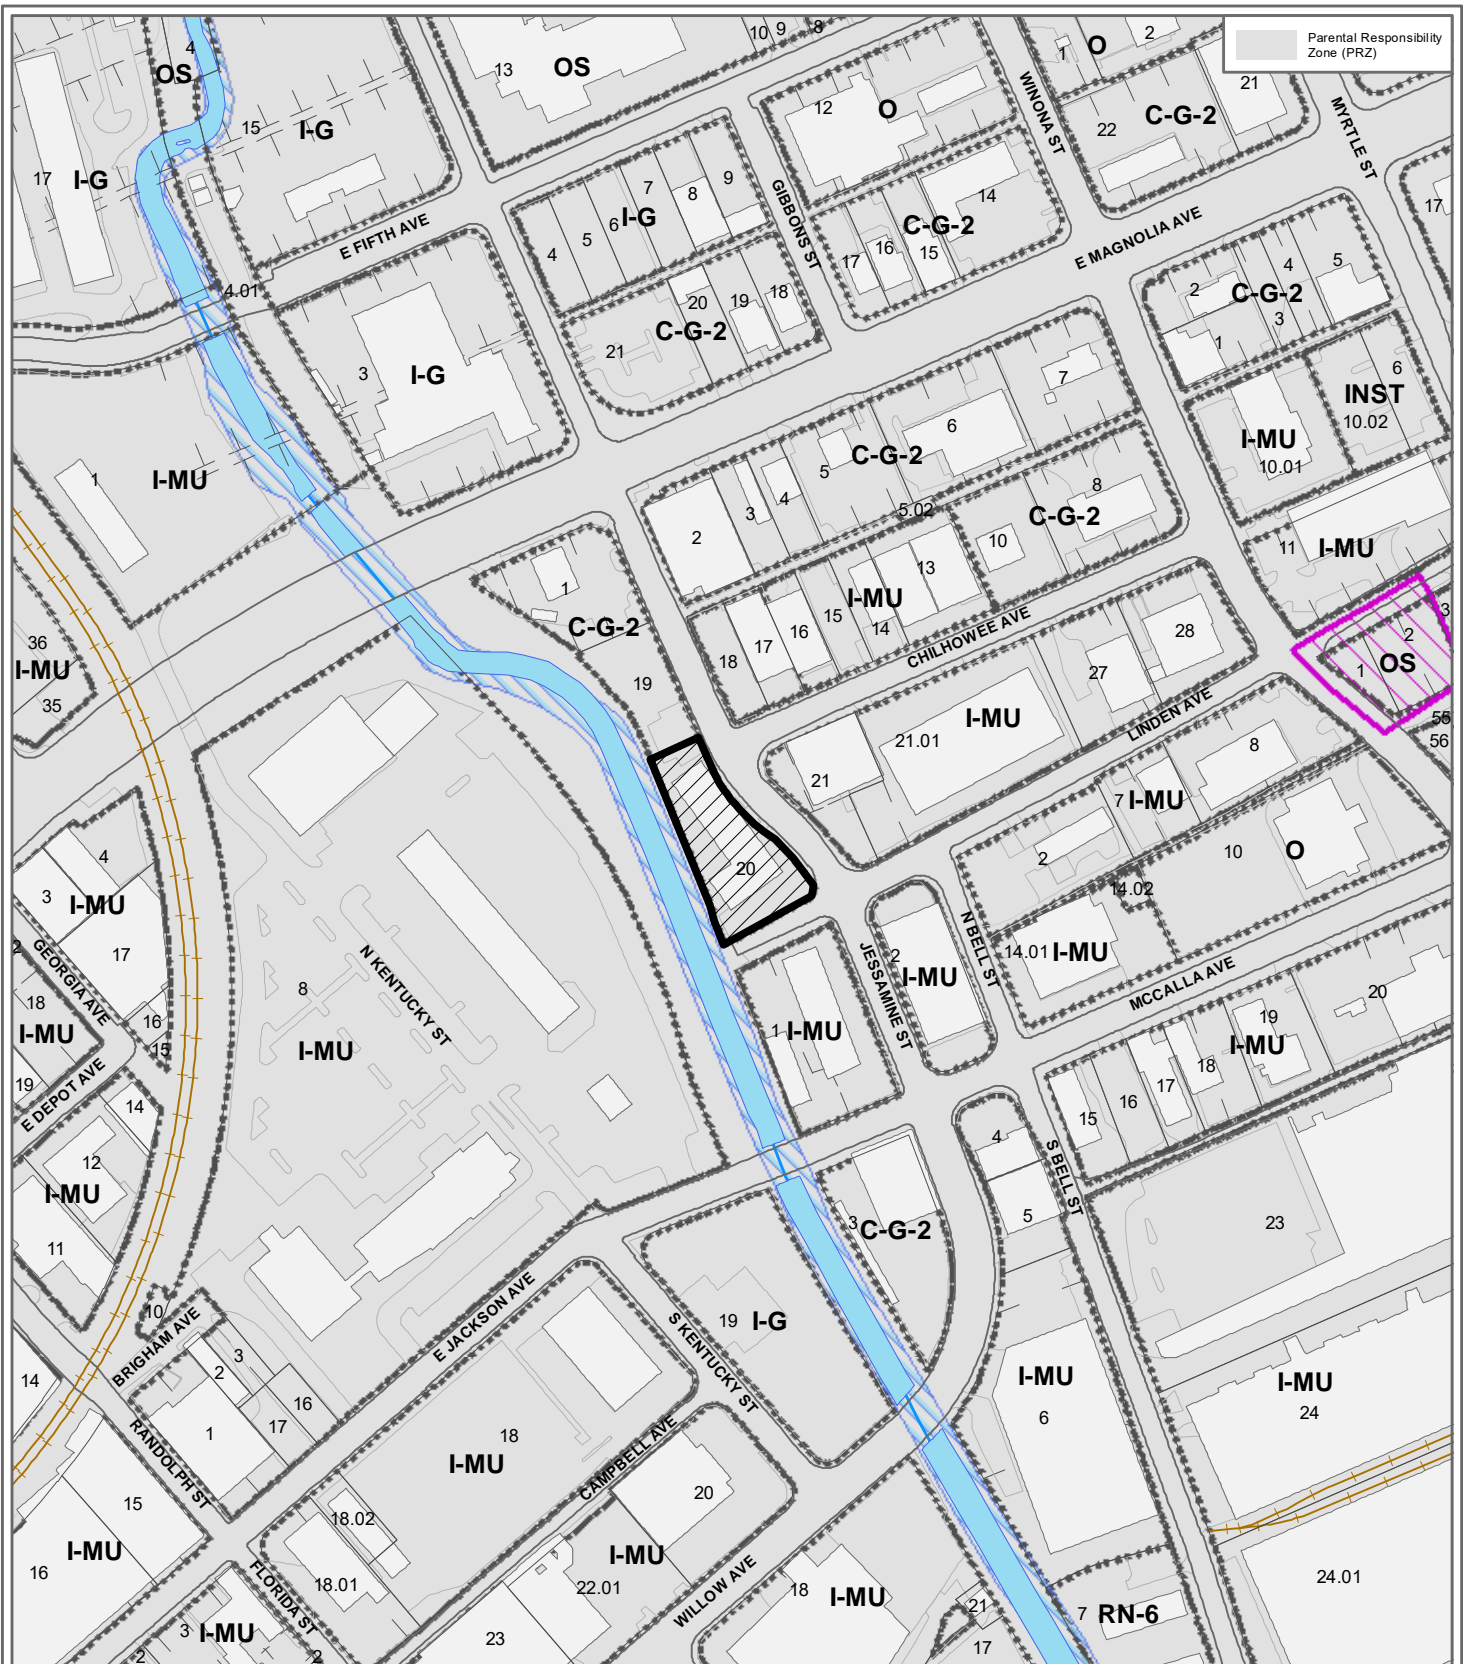 Parental Responsibility
Zone (PRZ)
4
OS
15
I-G
17
I-G
13
OS
10
9
8
12
O
1
O
2
21
C-G-2
22
WINONA ST
MYRTLE ST
17
7
8
9
6
I-G
5
4
GIBBONS ST
14
C-G-2
16
15
17
E FIFTH AVE
E MAGNOLIA AVE
4.01
20
19
18
C-G-2
21
2
4
5
C-G-2
3
1
3
I-G
6
INST
10.02
7
6
5
C-G-2
4
3
2
5.02
I-MU
10.01
1
I-MU
8
C-G-2
10
11
I-MU
13
I-MU
15
14
16
17
18
CHILHOWEE AVE
1
C-G-2
19
28
27
36
I-MU
35
3
2
1
OS
55
56
I-MU
21.01
21
LINDEN AVE
8
7
I-MU
2
10
O
14.02
20
4
3
I-MU
17
2
GEORGIA AVE
18
I-MU
19
16
15
E DEPOT AVE
N KENTUCKY ST
8
I-MU
JESSAMINE ST
2
I-MU
N BELL ST
14.01
I-MU
MCCALLA AVE
1
I-MU
20
19
I-MU
18
17
16
15
14
12
I-MU
11
10
4
S BELL ST
5
3
C-G-2
23
BRIGHAM AVE
E JACKSON AVE
19
I-G
S KENTUCKY ST
3
2
16
17
1
14
RANDOLPH ST
I-MU
6
I-MU
24
18
I-MU
CAMPBELL AVE
20
15
I-MU
16
18.02
18.01
FLORIDA ST
I-MU
22.01
WILLOW AVE
18
I-MU
24.01
21
7
RN-6
3
I-MU
2
2
23
17